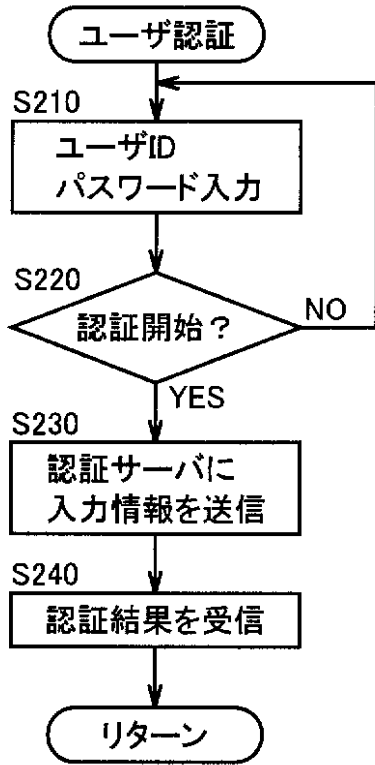 ユーザ認証
S210
ユーザID
パスワード入力
S220
認証開始？
NO
YES
S230
認証サーバに
入力情報を送信
S240
認証結果を受信
リターン